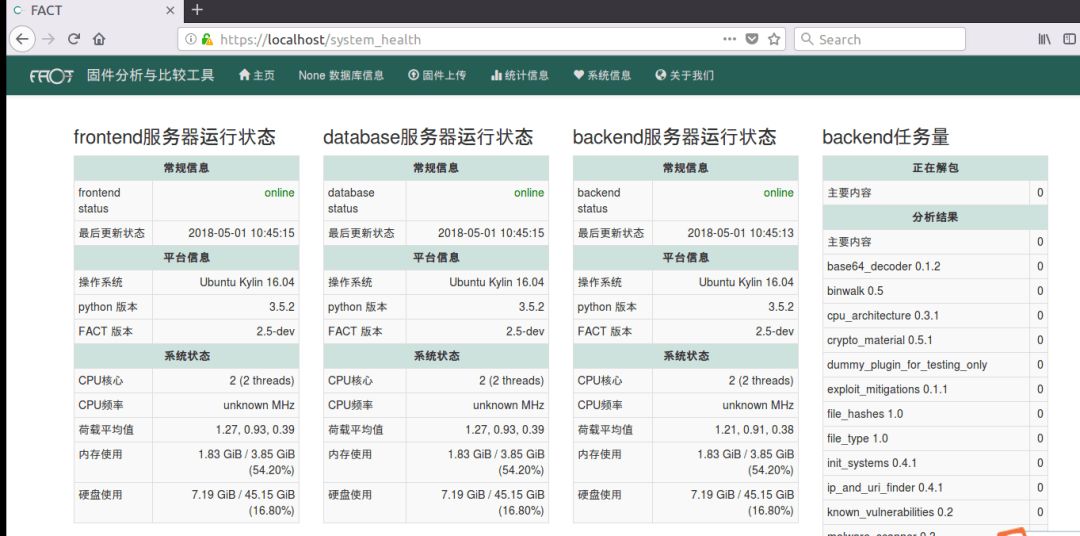 FACT
https://localhost/system_health
Search
FACT 固件分析与比较工具 主页 None 数据库信息 固件上传 统计信息 系统信息 关于我们
frontend服务器运行状态
常规信息
frontend status online
最后更新状态 2018-05-01 10:45:15
平台信息
操作系统 Ubuntu Kylin 16.04
python 版本 3.5.2
FACT 版本 2.5-dev
系统状态
CPU核心 2 (2 threads)
CPU频率 unknown MHz
荷载平均值 1.27, 0.93, 0.39
内存使用 1.83 GiB / 3.85 GiB (54.20%)
硬盘使用 7.19 GiB / 45.15 GiB (16.80%)
database服务器运行状态
常规信息
database status online
最后更新状态 2018-05-01 10:45:15
平台信息
操作系统 Ubuntu Kylin 16.04
python 版本 3.5.2
FACT 版本 2.5-dev
系统状态
CPU核心 2 (2 threads)
CPU频率 unknown MHz
荷载平均值 1.27, 0.93, 0.39
内存使用 1.83 GiB / 3.85 GiB (54.20%)
硬盘使用 7.19 GiB / 45.15 GiB (16.80%)
backend服务器运行状态
常规信息
backend status online
最后更新状态 2018-05-01 10:45:13
平台信息
操作系统 Ubuntu Kylin 16.04
python 版本 3.5.2
FACT 版本 2.5-dev
系统状态
CPU核心 2 (2 threads)
CPU频率 unknown MHz
荷载平均值 1.21, 0.91, 0.38
内存使用 1.83 GiB / 3.85 GiB (54.20%)
硬盘使用 7.19 GiB / 45.15 GiB (16.80%)
backend任务量
正在解包
主要内容 0
分析结果
主要内容 0
base64_decoder 0.1.2 0
binwalk 0.5 0
cpu_architecture 0.3.1 0
crypto_material 0.5.1 0
dummy_plugin_for_testing_only 0
exploit_mitigations 0.1.1 0
file_hashes 1.0 0
file_type 1.0 0
init_systems 0.4.1 0
ip_and_uri_finder 0.4.1 0
known_vulnerabilities 0.2 0